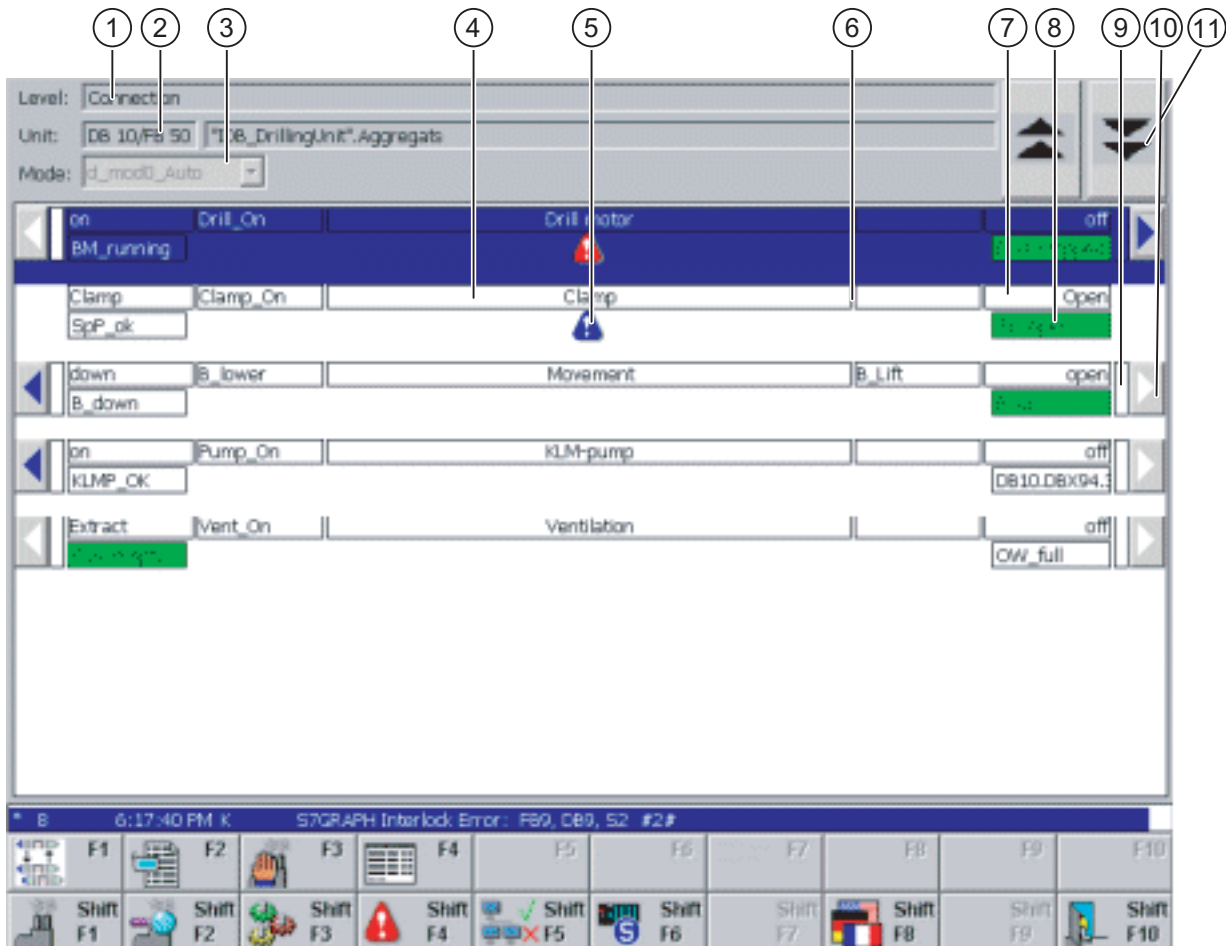 1 2 3 4 5 6 7 8 9 10 11
Level: Connection
Unit: DB 10/FB 50 "IDB_DrillingUnit".Aggregats
Mode: d_mod0_Auto
on Drill_On Drill motor off
BM_running
Clamp Clamp_On Clamp Open
SpP_ok
down B_lower Movement B_Lift open
B_down
on Pump_On KLM-pump off
KLMP_OK DB10.DBX94.3
Extract Vent_On Ventilation off
OW_full
* B 6:17:40 PM K S7GRAPH Interlock Error: FB9, DB9, S2 #2#
F1 F2 F3 F4 F5 F6 F7 F8 F9 F10
Shift Shift Shift Shift Shift Shift Shift Shift Shift Shift
F1 F2 F3 F4 F5 S F6 F7 F8 F9 F10